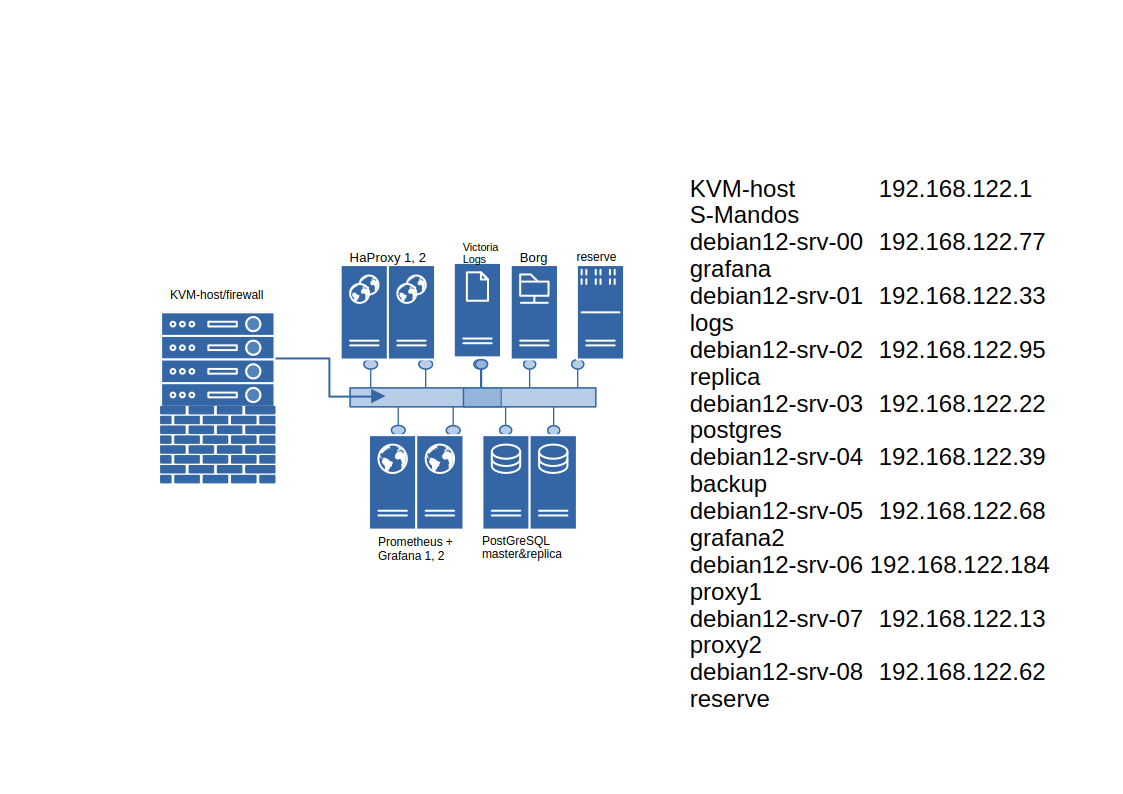 KVM-host/firewall
HaProxy 1, 2
Victoria
Logs
Borg
reserve
Prometheus +
Grafana 1, 2
PostGreSQL
master&replica
KVM-host 192.168.122.1
S-Mandos
debian12-srv-00 192.168.122.77
grafana
debian12-srv-01 192.168.122.33
logs
debian12-srv-02 192.168.122.95
replica
debian12-srv-03 192.168.122.22
postgres
debian12-srv-04 192.168.122.39
backup
debian12-srv-05 192.168.122.68
grafana2
debian12-srv-06 192.168.122.184
proxy1
debian12-srv-07 192.168.122.13
proxy2
debian12-srv-08 192.168.122.62
reserve